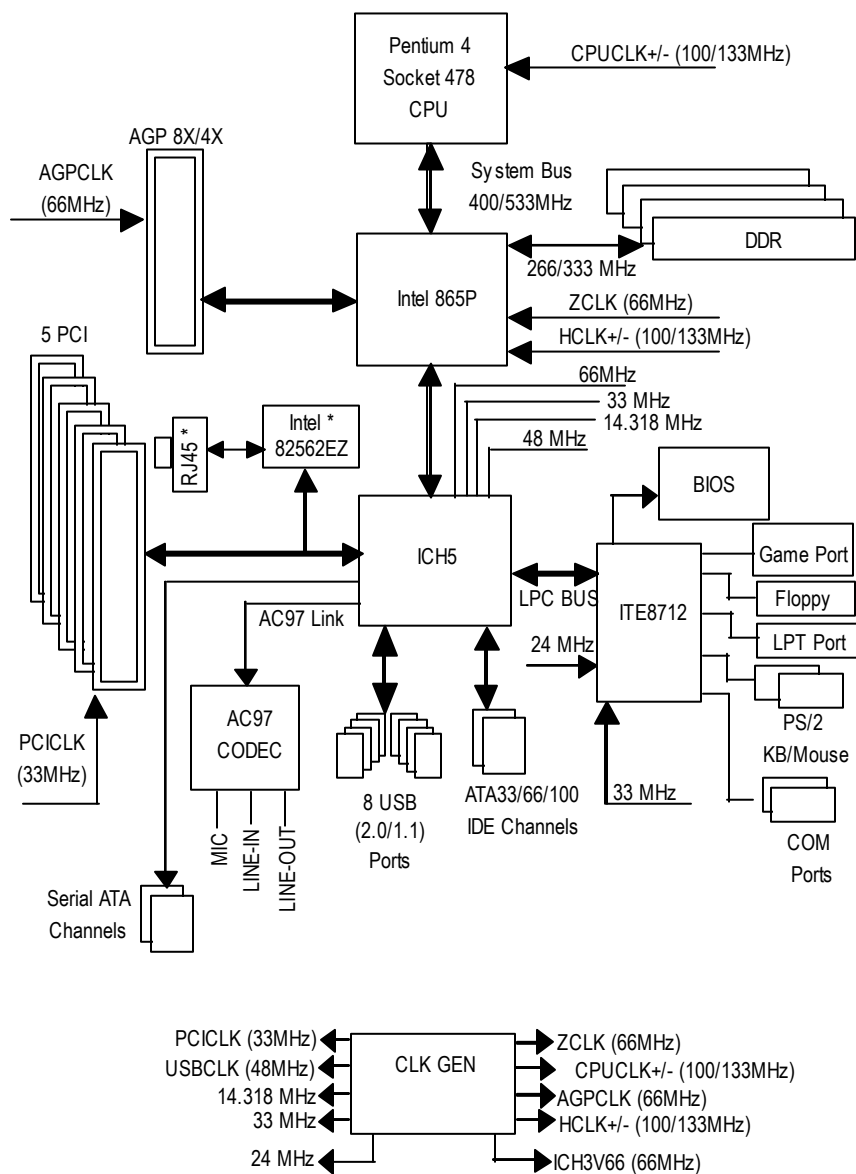 Pentium 4
Socket 478
CPU
CPUCLK+/- (100/133MHz)
AGP 8X/4X
AGPCLK
(66MHz)
System Bus
400/533MHz
DDR
266/333 MHz
Intel 865P
ZCLK (66MHz)
HCLK+/- (100/133MHz)
5 PCI
66MHz
33 MHz
14.318 MHz
48 MHz
RJ45 *
Intel *
82562EZ
BIOS
ICH5
Game Port
LPC BUS
ITE8712
Floppy
AC97 Link
LPT Port
24 MHz
AC97
CODEC
PS/2
KB/Mouse
PCICLK
(33MHz)
33 MHz
8 USB
(2.0/1.1)
Ports
ATA33/66/100
IDE Channels
MIC
LINE-IN
LINE-OUT
COM
Ports
Serial ATA
Channels
PCICLK (33MHz)
USBCLK (48MHz)
14.318 MHz
33 MHz
24 MHz
CLK GEN
ZCLK (66MHz)
CPUCLK+/- (100/133MHz)
AGPCLK (66MHz)
HCLK+/- (100/133MHz)
ICH3V66 (66MHz)